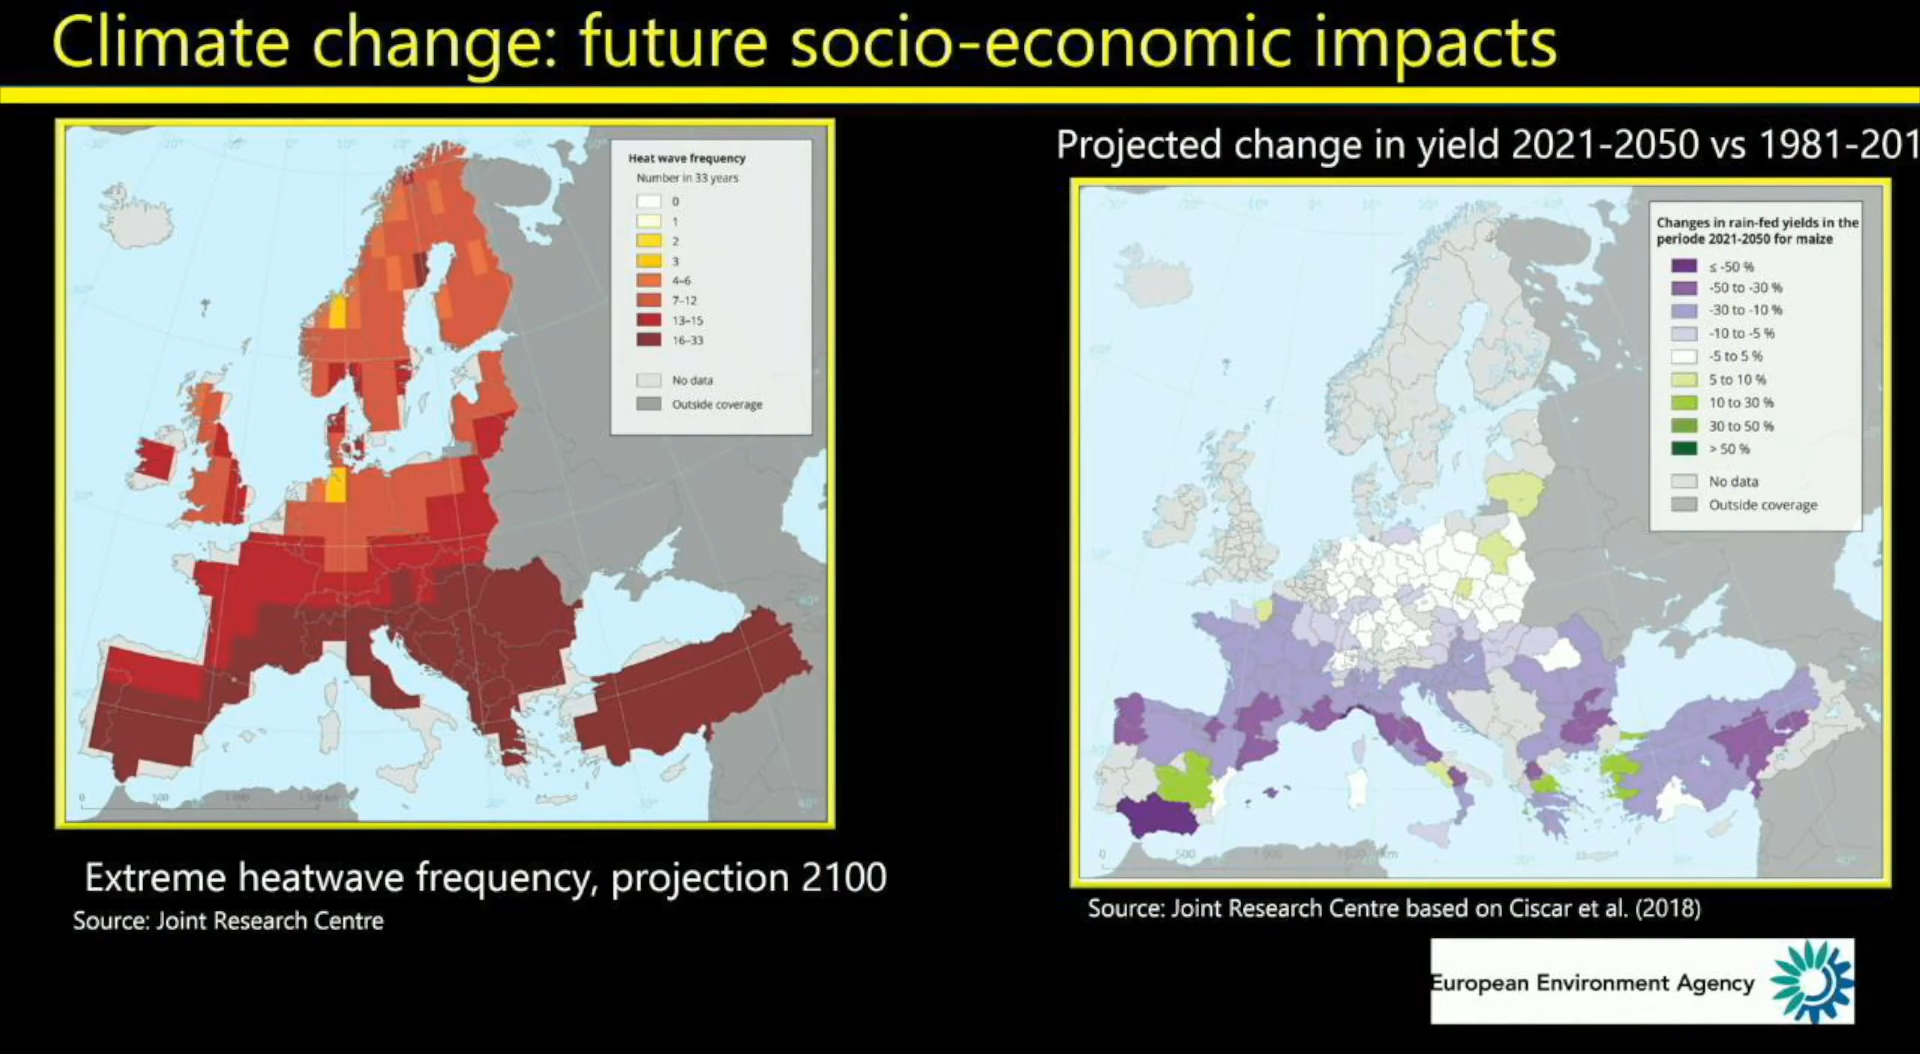 Climate change: future socio-economic impacts
Heat wave frequency
Number in 33 years
0
1
2
3
4-6
7-12
13-15
16-33
No data
Outside coverage
Extreme heatwave frequency, projection 2100
Source: Joint Research Centre
Projected change in yield 2021-2050 vs 1981-201
Changes in rain-fed yields in the
periode 2021-2050 for maize
≤ -50 %
-50 to -30 %
-30 to -10 %
-10 to -5 %
-5 to 5 %
5 to 10 %
10 to 30 %
30 to 50 %
> 50 %
No data
Outside coverage
0 500
Source: Joint Research Centre based on Ciscar et al. (2018)
European Environment Agency